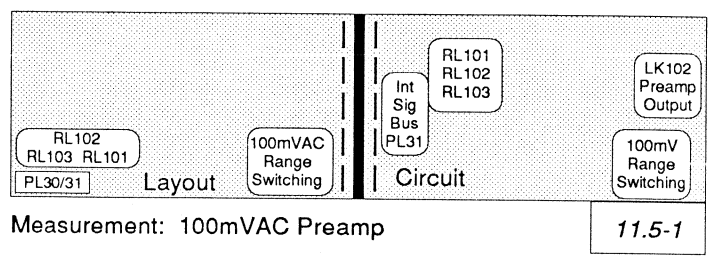 RL102
RL103 RL101
PL30/31
Layout
100mVAC
Range
Switching
Int
Sig
Bus
PL31
RL101
RL102
RL103
Circuit
LK102
Preamp
Output
100mV
Range
Switching
Measurement: 100mVAC Preamp
11.5-1